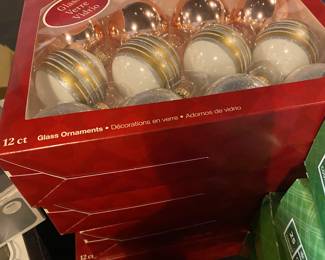 Glass
Verre
Vidrio
12 ct
Glass Ornaments • Décorations en verre • Adornos de vidrio
12 ct